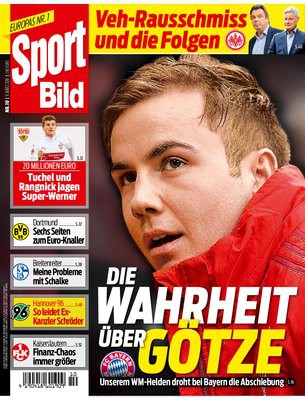 EUROPAS NR. 1
Veh-Rausschmiss
und die Folgen
Sport
Bild
20 MILLIONEN EURO
Tuchel und
Rangnick jagen
Super-Werner
Dortmund
Sechs Seiten
zum Euro-Knaller
Breitenreiter
Meine Probleme
mit Schalke
Hannover 96
So leidet Ex-
Kanzler Schröder
Kaiserslautern
Finanz-Chaos
immer größer
DIE
WAHRHEIT
ÜBER
GÖTZE
Unserem WM-Helden droht bei Bayern die Abschiebung